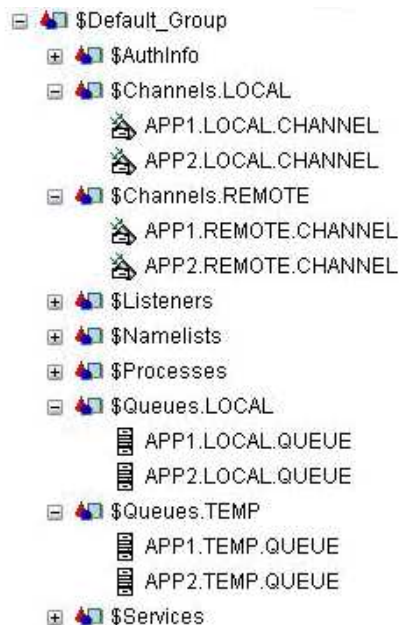 $Default_Group
$AuthInfo
$Channels.LOCAL
APP1.LOCAL.CHANNEL
APP2.LOCAL.CHANNEL
$Channels.REMOTE
APP1.REMOTE.CHANNEL
APP2.REMOTE.CHANNEL
$Listeners
$Namelists
$Processes
$Queues.LOCAL
APP1.LOCAL.QUEUE
APP2.LOCAL.QUEUE
$Queues.TEMP
APP1.TEMP.QUEUE
APP2.TEMP.QUEUE
$Services